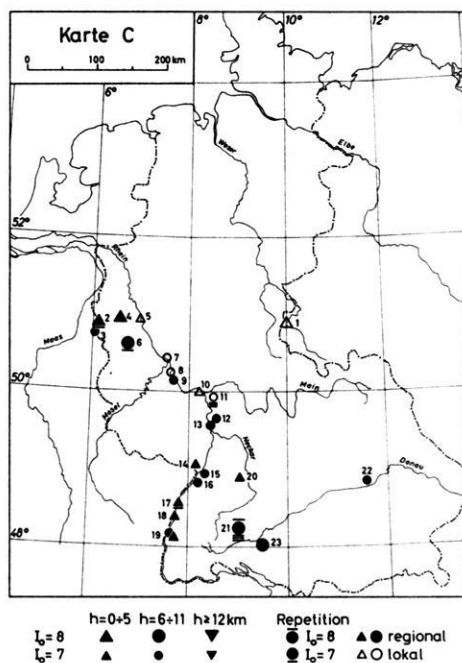 Karte C
0 100 200 km
8° 10° 12°
6°
Elbe
Weser
52°
Rhein
Maas
2 4 5 1
3 6
7
8
9
50°
10 11 Main
Mosel
12
13
Neckar
14 15 20 22 Donau
16
17
18 21
48° 19 23
h=0÷5 h=6÷11 h≥12km Repetition
I₀=8 I₀=8 regional
I₀=7 I₀=7 lokal